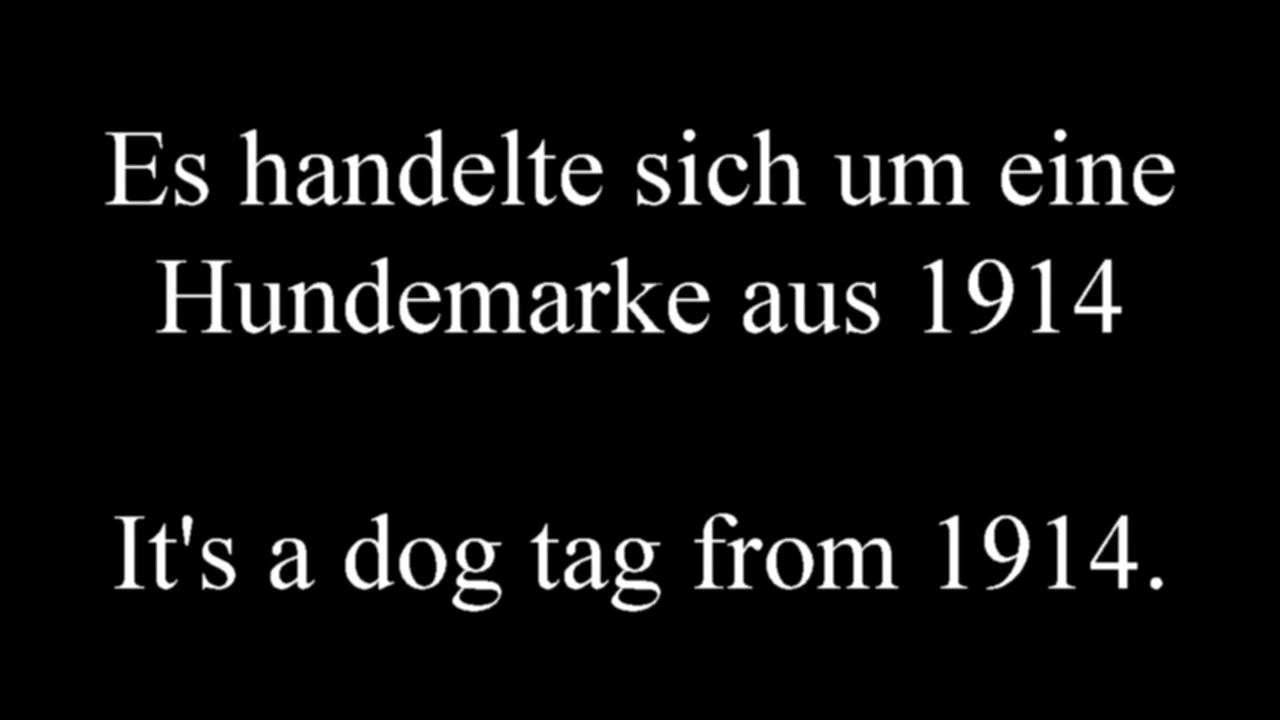 Es handelte sich um eine
Hundemarke aus 1914
It's a dog tag from 1914.